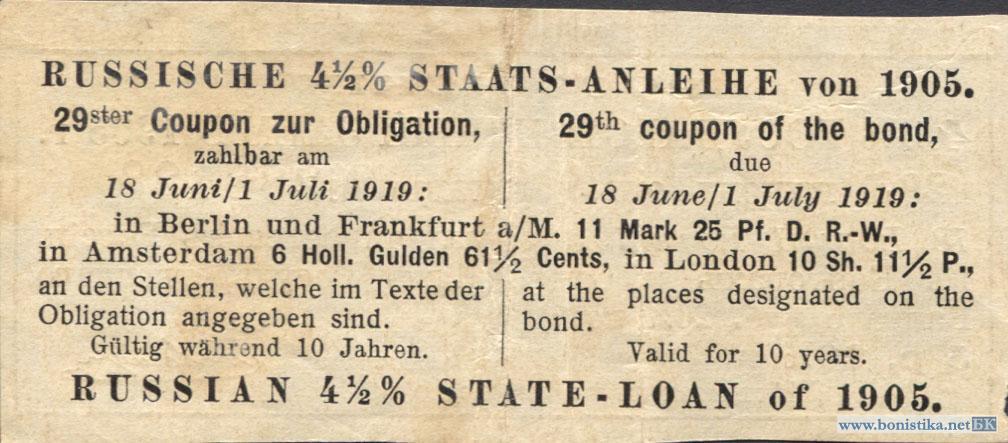 RUSSISCHE 4½% STAATS-ANLEIHE von 1905.
29ster Coupon zur Obligation,
zahlbar am
18 Juni/1 Juli 1919:
29th coupon of the bond,
due
18 June/1 July 1919:
in Berlin und Frankfurt a/M. 11 Mark 25 Pf. D. R.-W.,
in Amsterdam 6 Holl. Gulden 61½ Cents, in London 10 Sh. 11½ P.,
an den Stellen, welche im Texte der
Obligation angegeben sind.
Gültig während 10 Jahren.
at the places designated on the
bond.
Valid for 10 years.
RUSSIAN 4½% STATE-LOAN of 1905.
www.bonistika.net БК